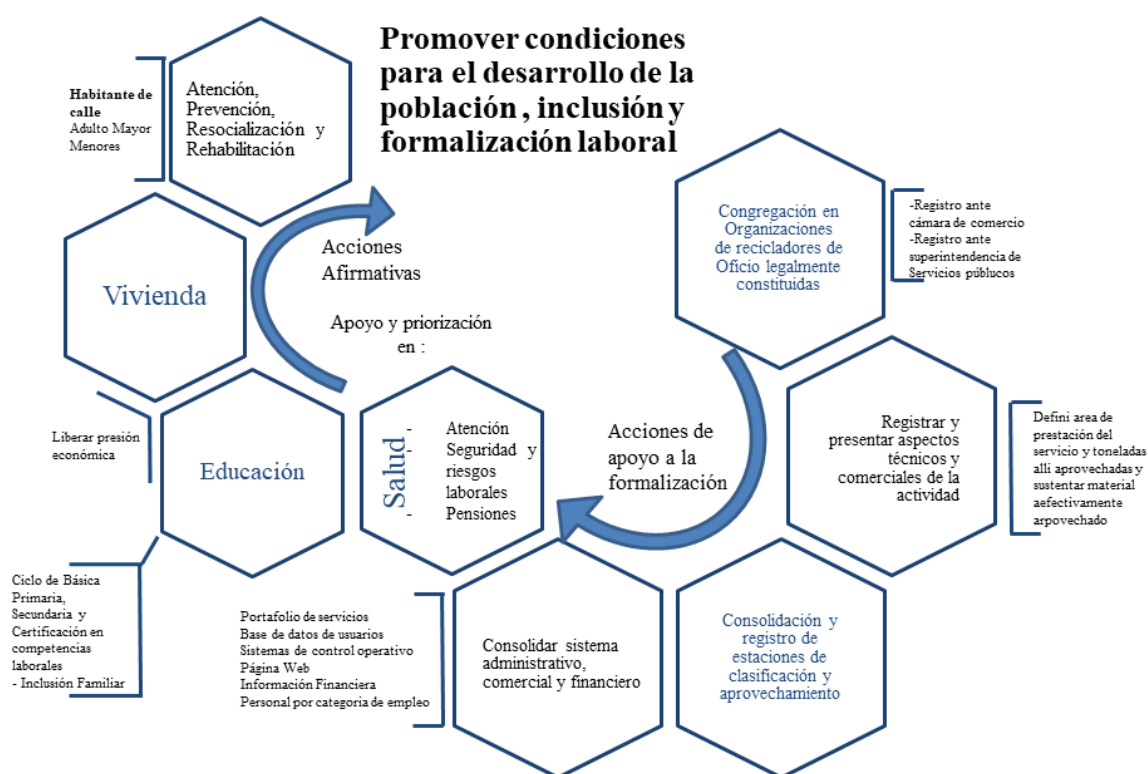 Promover condiciones
para el desarrollo de la
población , inclusión y
formalización laboral
Habitante de
calle
Adulto Mayor
Menores
Atención,
Prevención,
Resocialización y
Rehabilitación
Vivienda
Acciones
Afirmativas
Apoyo y priorización
en :
Liberar presión
económica
Educación
Ciclo de Básica
Primaria,
Secundaria y
Certificación en
competencias
laborales
- Inclusión Familiar
Salud
- Atención
- Seguridad y
riesgos
laborales
- Pensiones
Acciones de
apoyo a la
formalización
Congregación en
Organizaciones
de recicladores de
Oficio legalmente
constituidas
-Registro ante
cámara de comercio
-Registro ante
superintendencia de
Servicios públucos
Registrar y
presentar aspectos
técnicos y
comerciales de la
actividad
Defini area de
prestación del
servicio y toneladas
alli aprovechadas y
sustentar material
aefectivamente
arpovechado
Consolidación y
registro de
estaciones de
clasificación y
aprovechamiento
Consolidar sistema
administrativo,
comercial y financiero
Portafolio de servicios
Base de datos de usuarios
Sistemas de control operativo
Página Web
Información Financiera
Personal por categoria de empleo